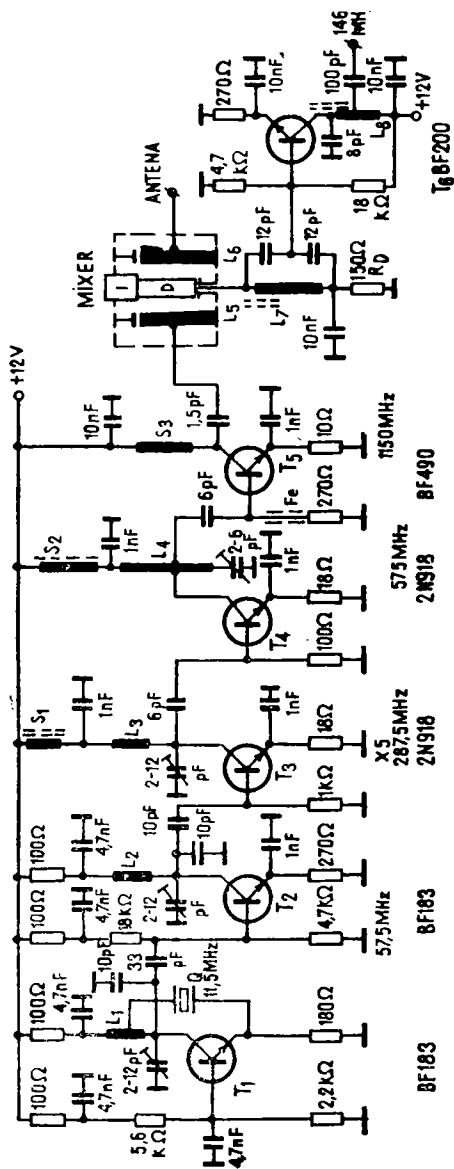 +12V
100Ω
4,7nF
5,6
kΩ
4,7nF
2,2kΩ
2-12pF
T1
BF183
100Ω
4,7nF
L1
10pF
33
pF
Q
11,5MHz
180Ω
100Ω
4,7nF
18kΩ
4,7kΩ
57,5MHz
BF183
100Ω
4,7nF
L2
2-12
pF
10pF
10pF
T2
1nF
270Ω
1kΩ
S1
1nF
L3
2-12
pF
6pF
T3
1nF
18Ω
X5
287,5MHz
2N918
100Ω
S2
1nF
L4
2-6
pF
T4
1nF
18Ω
575MHz
2N918
6pF
Fe
270Ω
10nF
S3
1,5pF
T5
1nF
10Ω
1150MHz
BF490
MIXER
ANTENA
D
L5
L6
L7
10nF
12pF
12pF
150Ω
RD
4,7
kΩ
18
kΩ
270Ω
10nF
8pF
100pF
L8
146
MH
10nF
+12V
T6 BF200